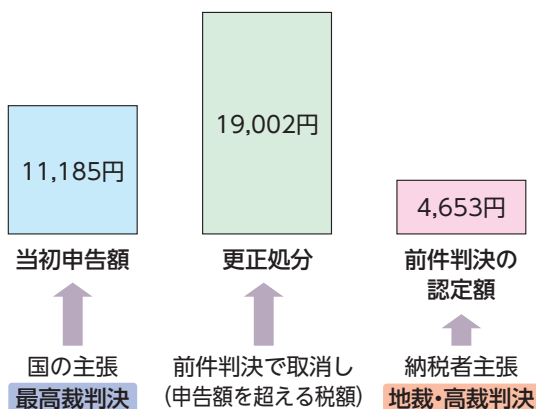 11,185円
19,002円
4,653円
当初申告額
更正処分
前件判決の
認定額
国の主張
最高裁判決
前件判決で取消し
(申告額を超える税額)
納税者主張
地裁・高裁判決